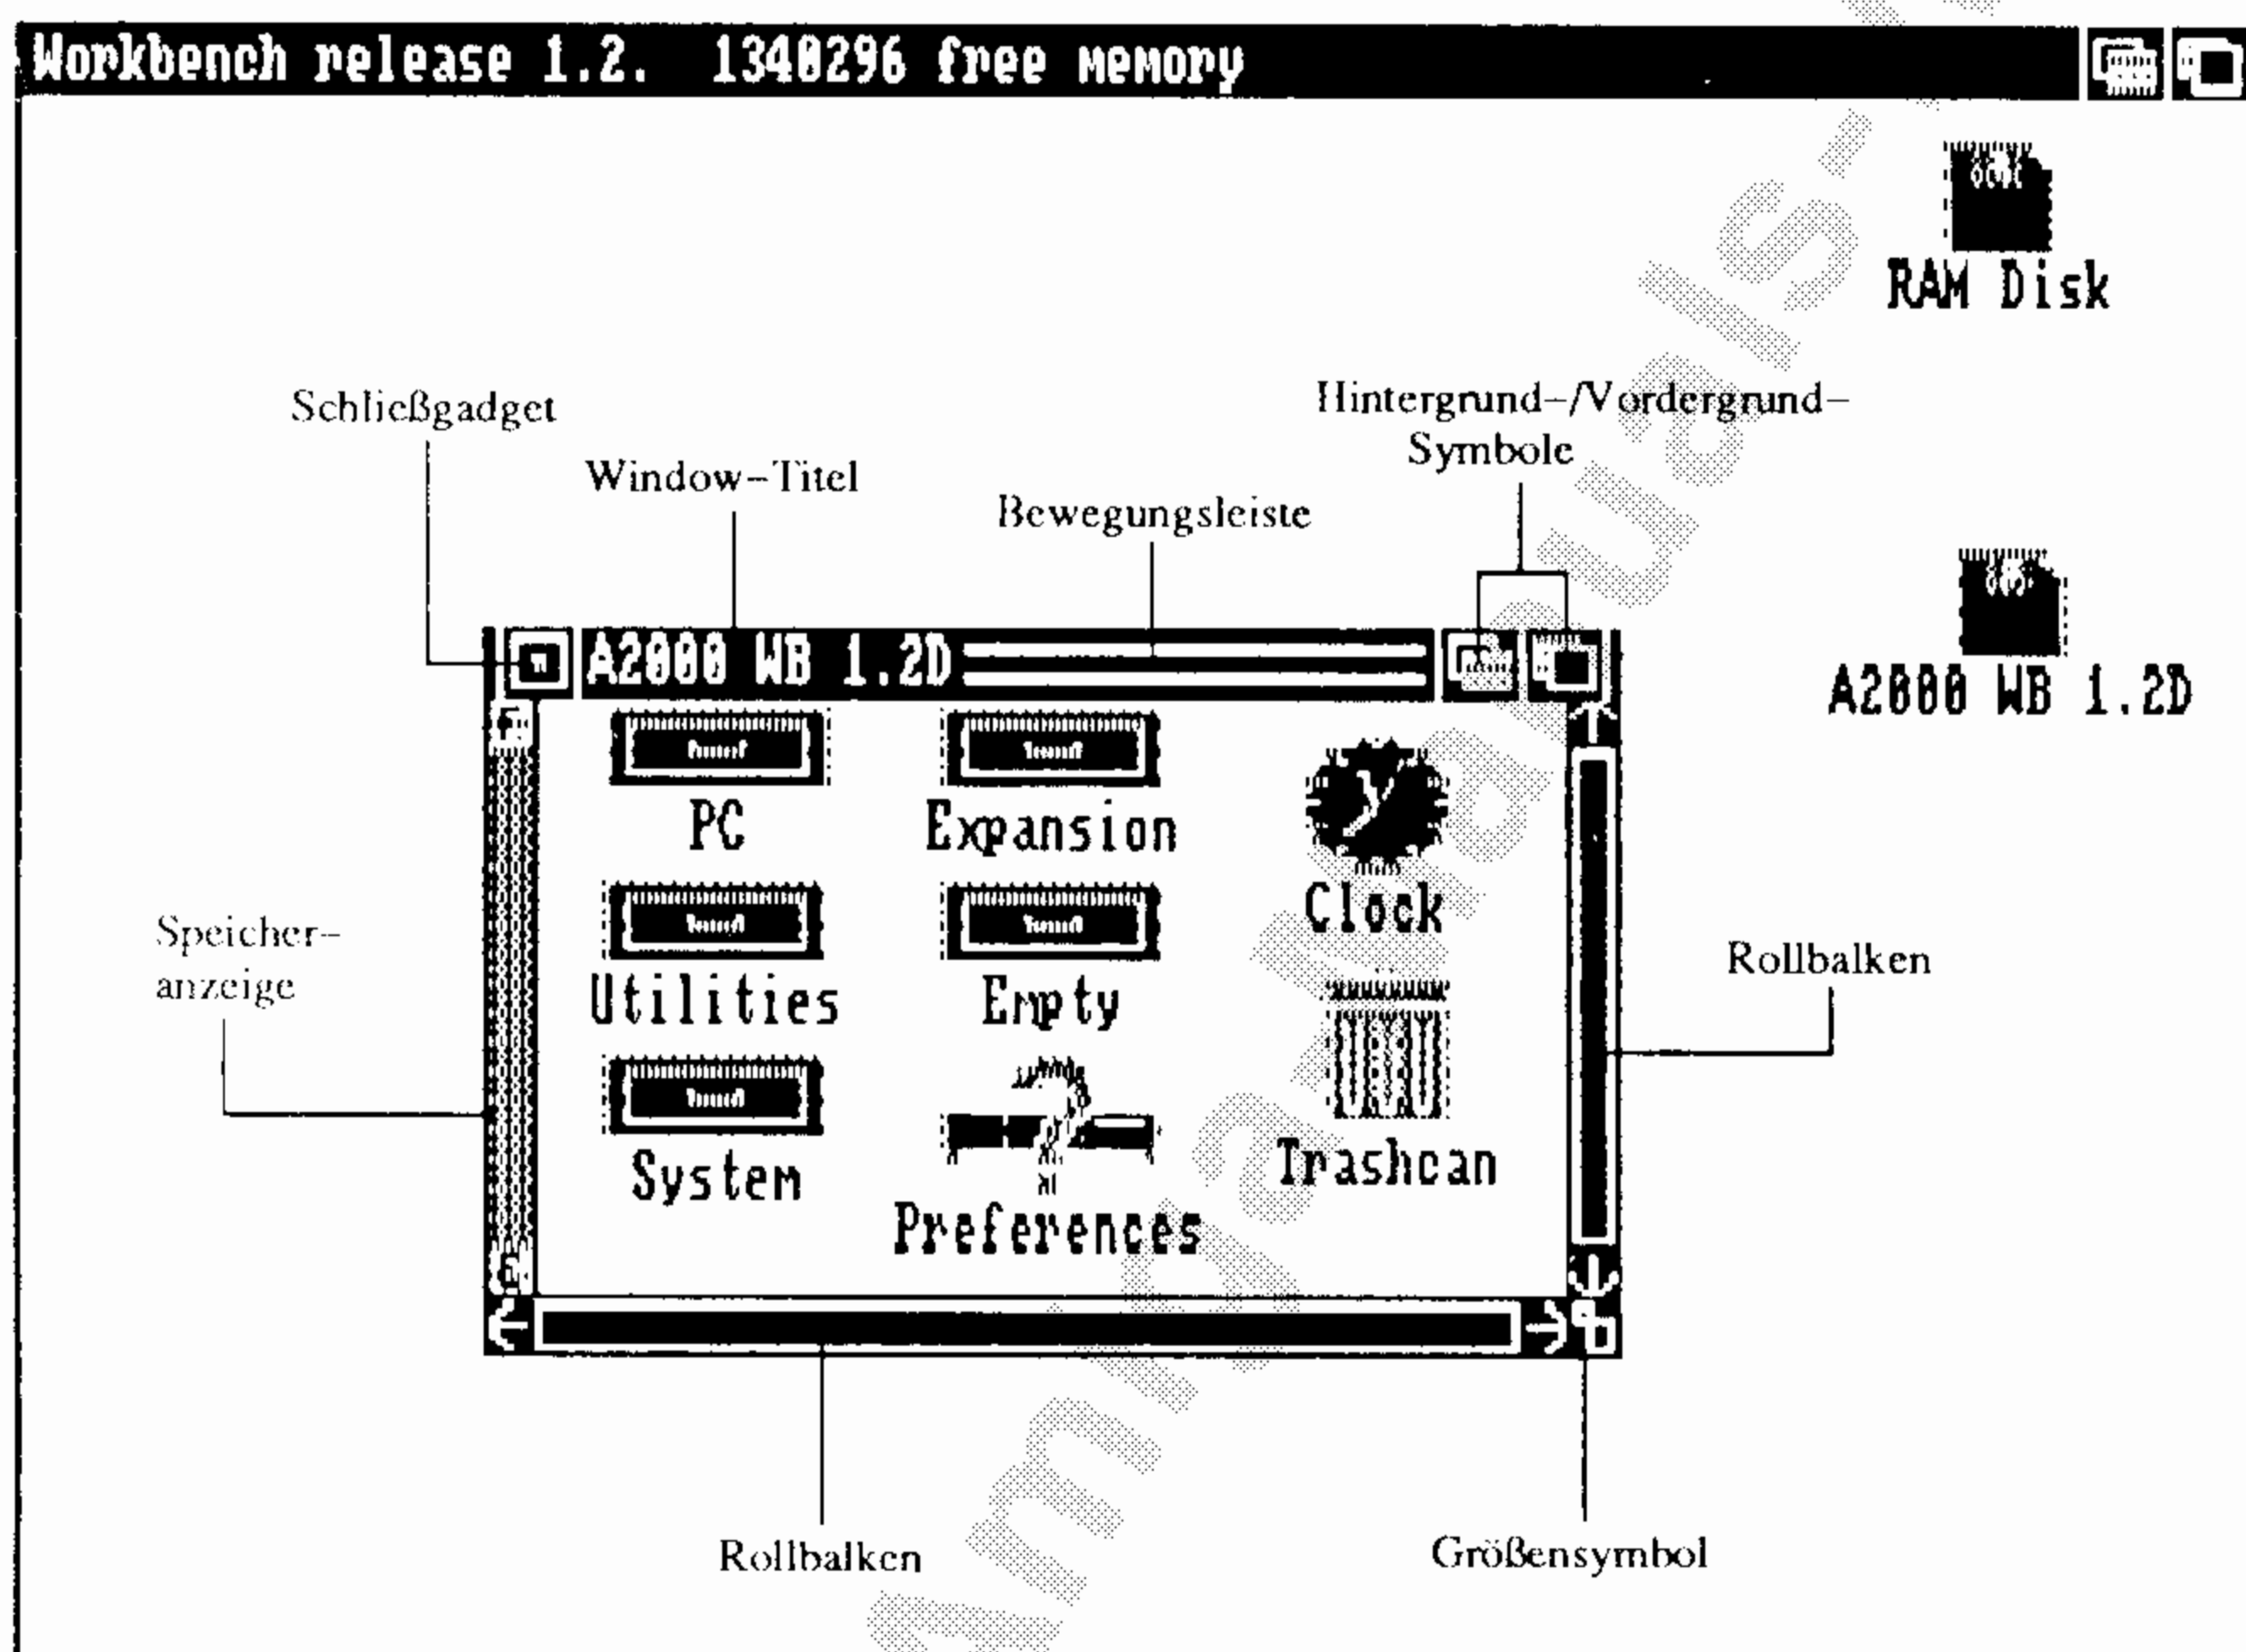 Workbench release 1.2. 1340296 free memory
RAM Disk
Schließgadget
Hintergrund-/Vordergrund-
Symbole
Window-Titel
Bewegungsleiste
A2000 WB 1.2D
A2000 WB 1.2D
PC
Expansion
Clock
Speicher-
anzeige
Rollbalken
Utilities
Empty
System
Trashcan
Preferences
Rollbalken
Größensymbol